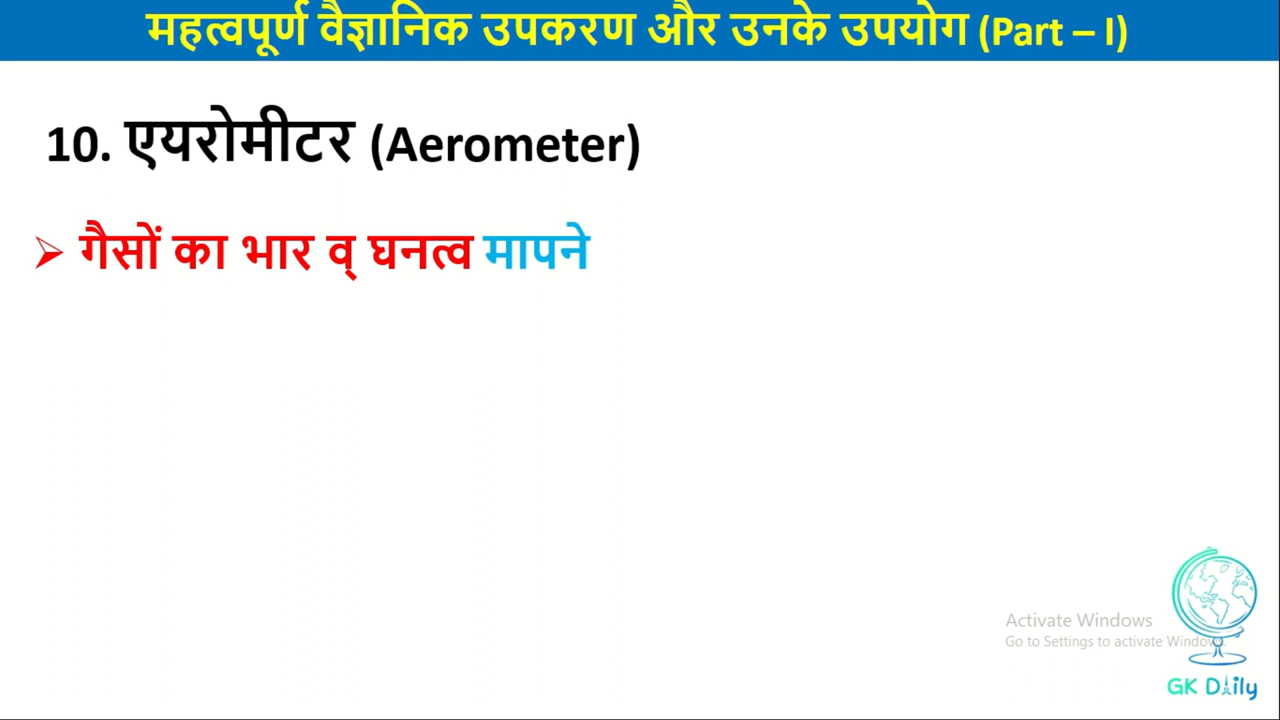 महत्वपूर्ण वैज्ञानिक उपकरण और उनके उपयोग (Part – I)
10. एयरोमीटर (Aerometer)
➢ गैसों का भार व् घनत्व मापने
Activate Windows
Go to Settings to activate Windows.
GK Daily